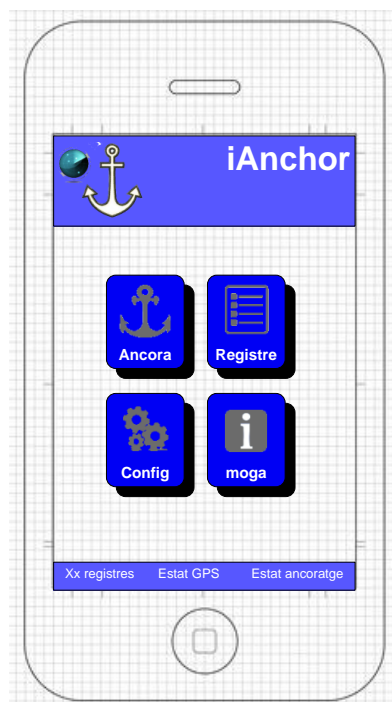 iAnchor
Ancora Registre
Config moga
Xx registres Estat GPS Estat ancoratge